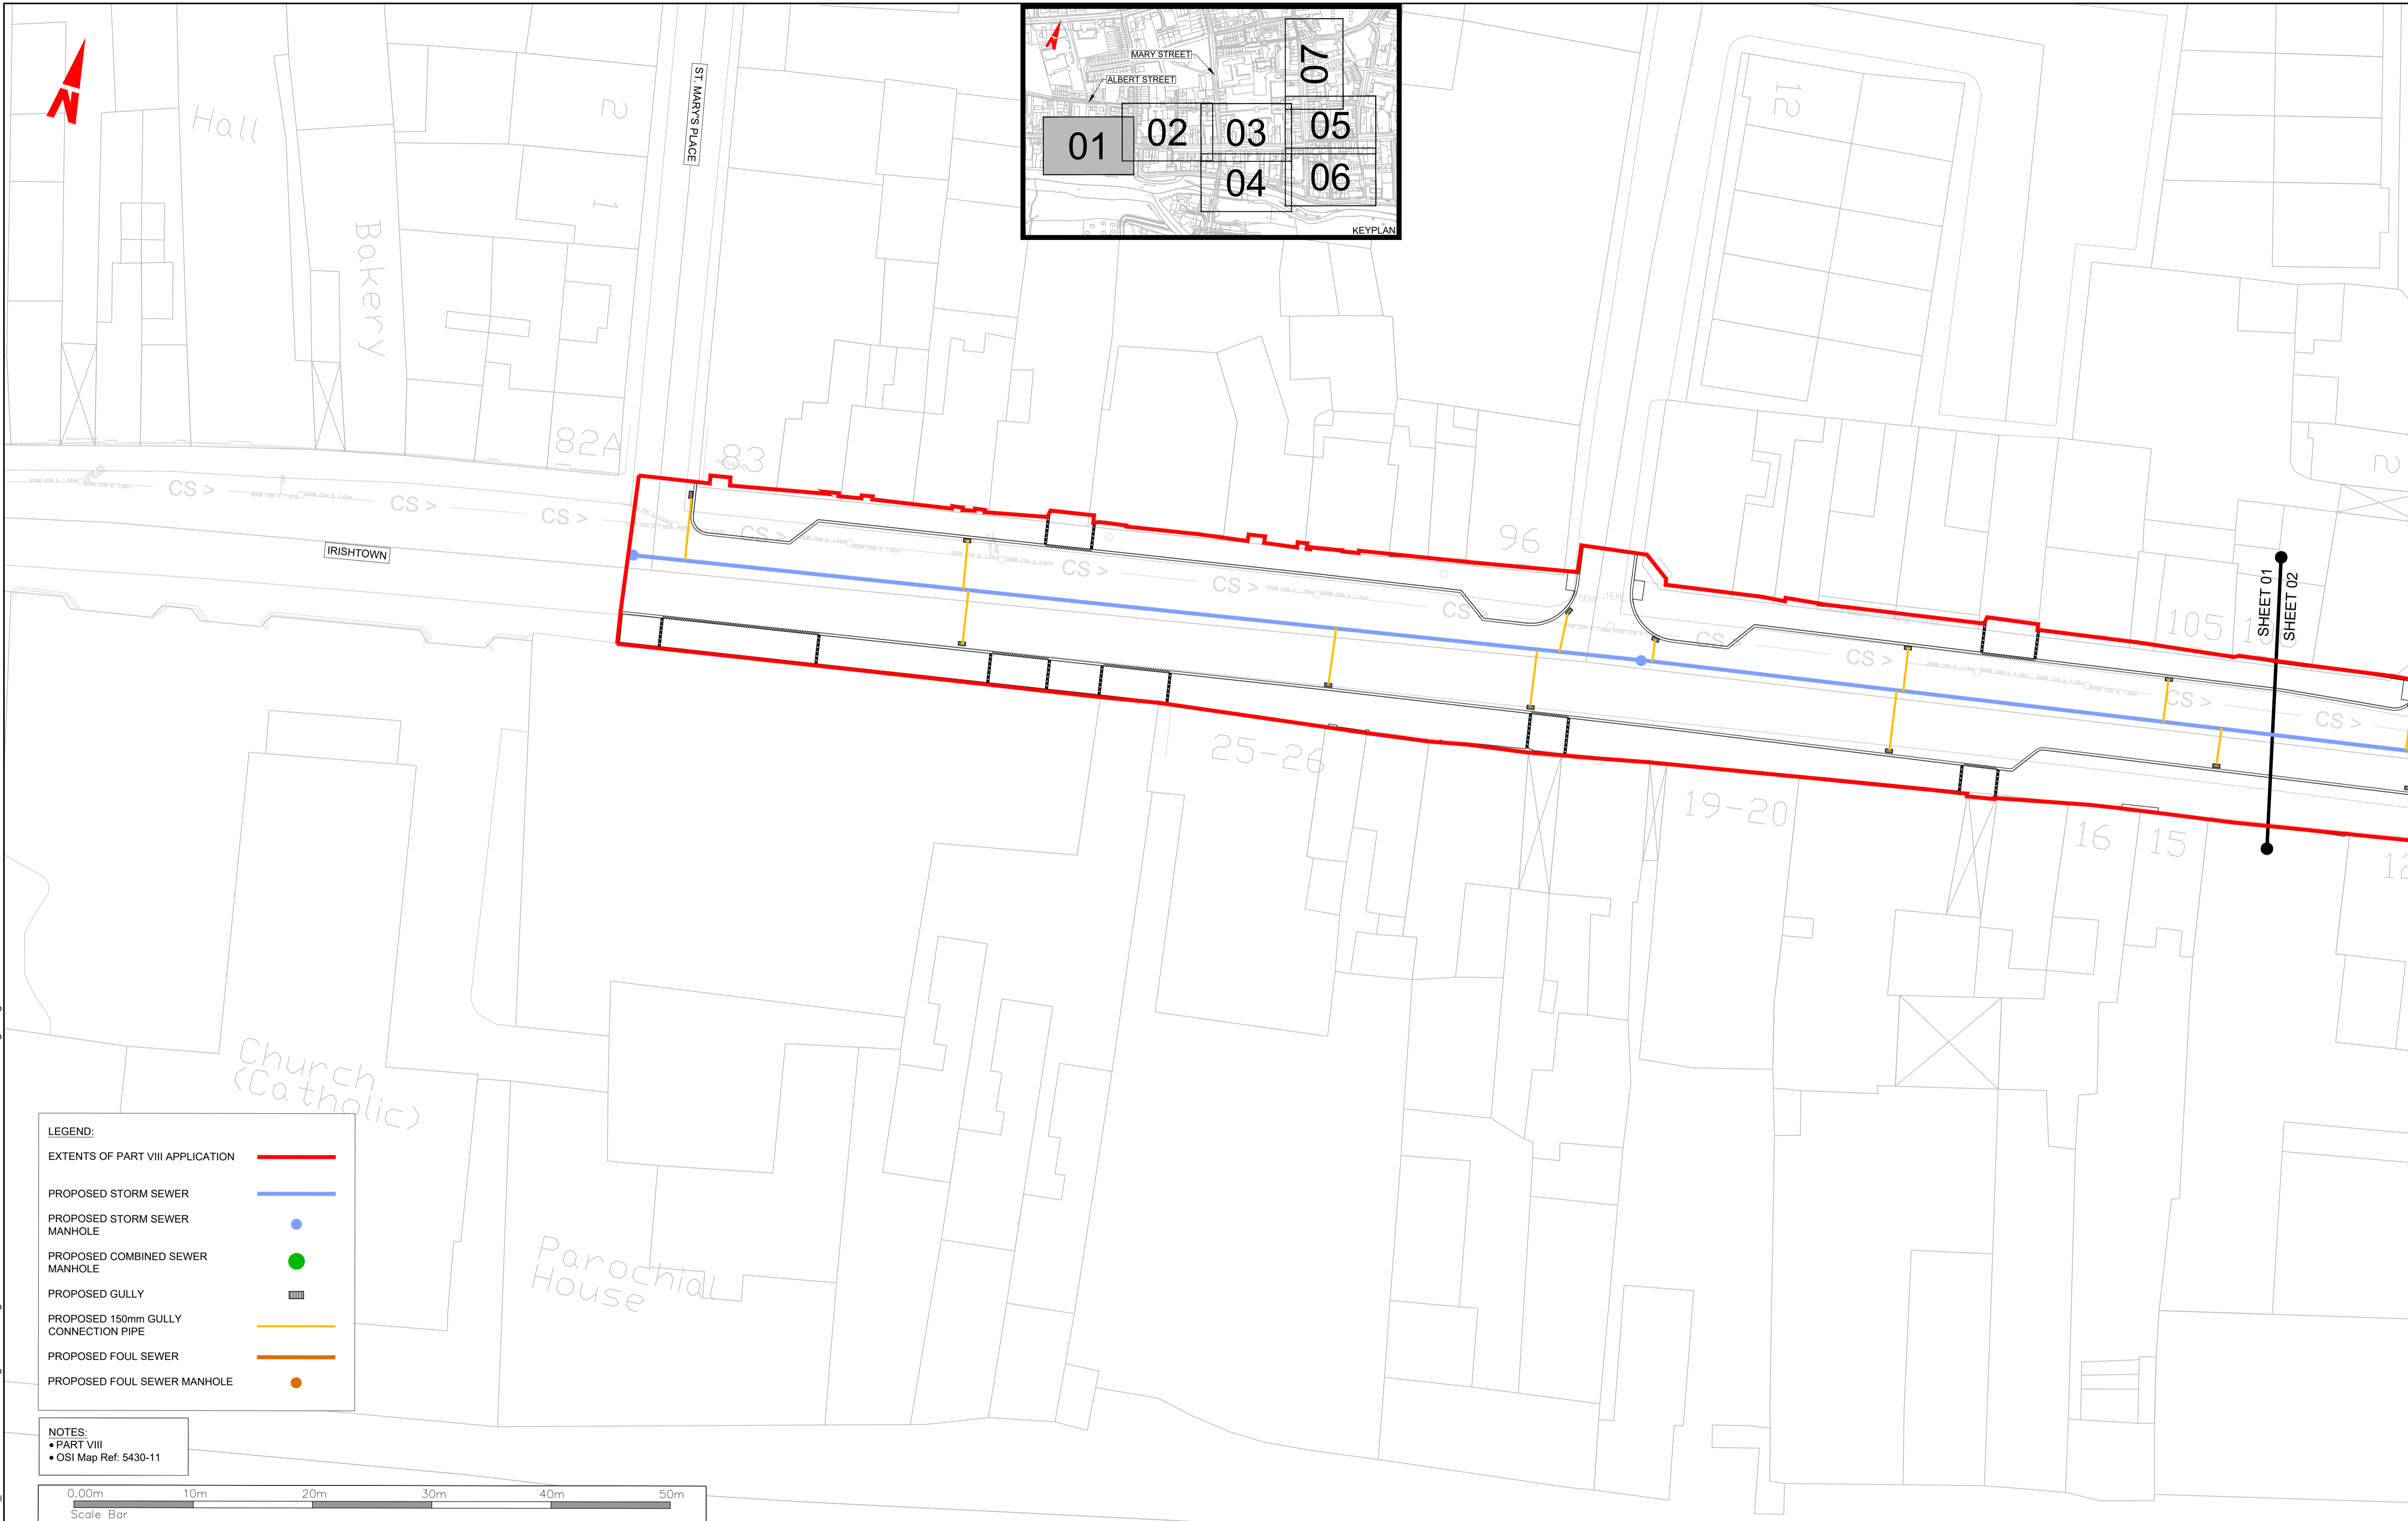 N
Hall
Bakery
2
1
82A
ST. MARY'S PLACE
83
IRISHTOWN
N
MARY STREET
ALBERT STREET
01
02
03
04
05
06
07
KEYPLAN
12
96
2
105
SHEET 01
SHEET 02
CS >
CS >
CS >
CS >
CS >
CS >
CS >
CS >
CS >
CS >
CS >
25-26
19-20
16
15
Church
(Catholic)
Parochial
House
LEGEND:
EXTENTS OF PART VIII APPLICATION
PROPOSED STORM SEWER
PROPOSED STORM SEWER
MANHOLE
PROPOSED COMBINED SEWER
MANHOLE
PROPOSED GULLY
PROPOSED 150mm GULLY
CONNECTION PIPE
PROPOSED FOUL SEWER
PROPOSED FOUL SEWER MANHOLE
NOTES:
• PART VIII
• OSI Map Ref: 5430-11
0.00m 10m 20m 30m 40m 50m
Scale Bar